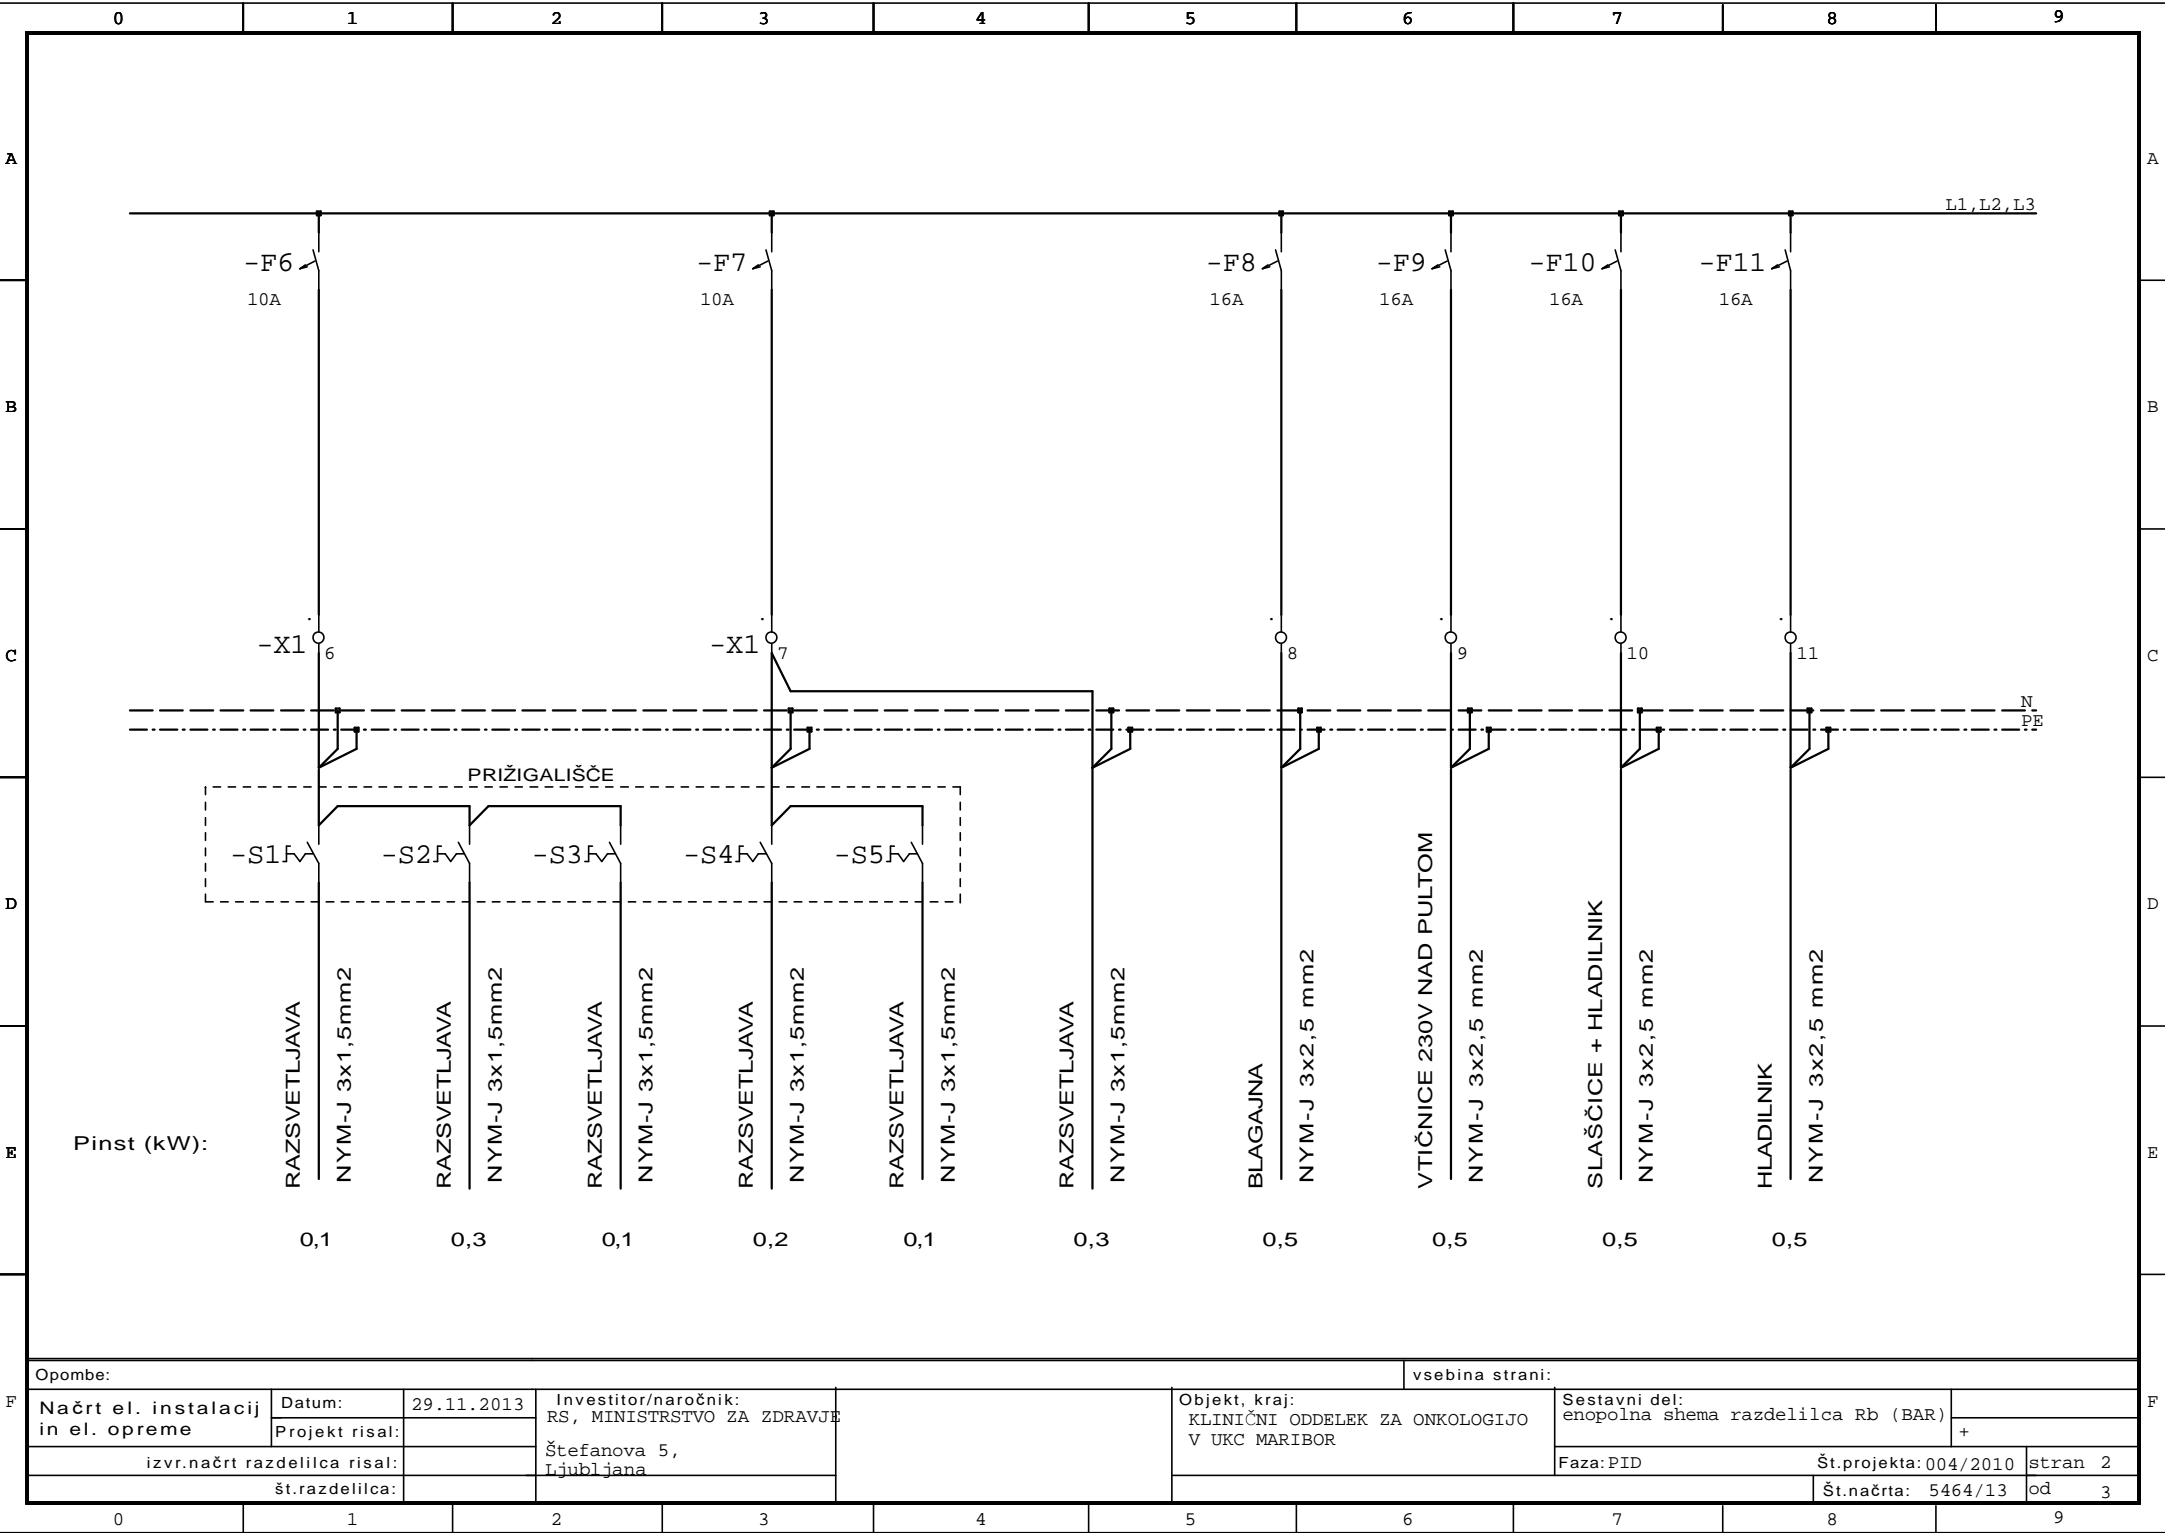 0 1 2 3 4 5 6 7 8 9
A A
L1,L2,L3
-F6 -F7 -F8 -F9 -F10 -F11
10A 10A 16A 16A 16A 16A
B B
-X1 6 -X1 7 8 9 10 11
C C
N
PE
PRIŽIGALIŠČE
-S1 -S2 -S3 -S4 -S5
D D
RAZSVETLJAVA
NYM-J 3x1,5mm2
RAZSVETLJAVA
NYM-J 3x1,5mm2
RAZSVETLJAVA
NYM-J 3x1,5mm2
RAZSVETLJAVA
NYM-J 3x1,5mm2
RAZSVETLJAVA
NYM-J 3x1,5mm2
RAZSVETLJAVA
NYM-J 3x1,5mm2
BLAGAJNA
NYM-J 3x2,5 mm2
VTIČNICE 230V NAD PULTOM
NYM-J 3x2,5 mm2
SLAŠČICE + HLADILNIK
NYM-J 3x2,5 mm2
HLADILNIK
NYM-J 3x2,5 mm2
E E
Pinst (kW):
0,1 0,3 0,1 0,2 0,1 0,3 0,5 0,5 0,5 0,5
Opombe:
vsebina strani:
F F
Načrt el. instalacij
in el. opreme
Datum: 29.11.2013
Projekt risal:
izvr.načrt razdelilca risal:
št.razdelilca:
Investitor/naročnik:
RS, MINISTRSTVO ZA ZDRAVJE
Štefanova 5,
Ljubljana
Objekt, kraj:
KLINIČNI ODDELEK ZA ONKOLOGIJO
V UKC MARIBOR
Sestavni del:
enopolna shema razdelilca Rb (BAR)
+
Faza: PID
Št.projekta: 004/2010
stran 2
Št.načrta: 5464/13
od 3
0 1 2 3 4 5 6 7 8 9